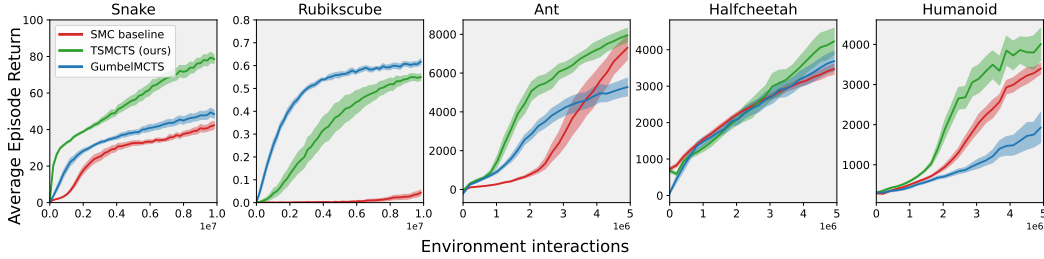 Snake
Rubikscube
Ant
Halfcheetah
Humanoid
Average Episode Return
100
80
60
40
20
0
SMC baseline
TSMCTS (ours)
GumbelMCTS
0.0 0.2 0.4 0.6 0.8 1.0
1e7
0.8
0.7
0.6
0.5
0.4
0.3
0.2
0.1
0.0
0.0 0.2 0.4 0.6 0.8 1.0
1e7
8000
6000
4000
2000
0
0 1 2 3 4 5
1e6
4000
3000
2000
1000
0
0 1 2 3 4 5
1e6
4000
3000
2000
1000
0 1 2 3 4 5
1e6
Environment interactions